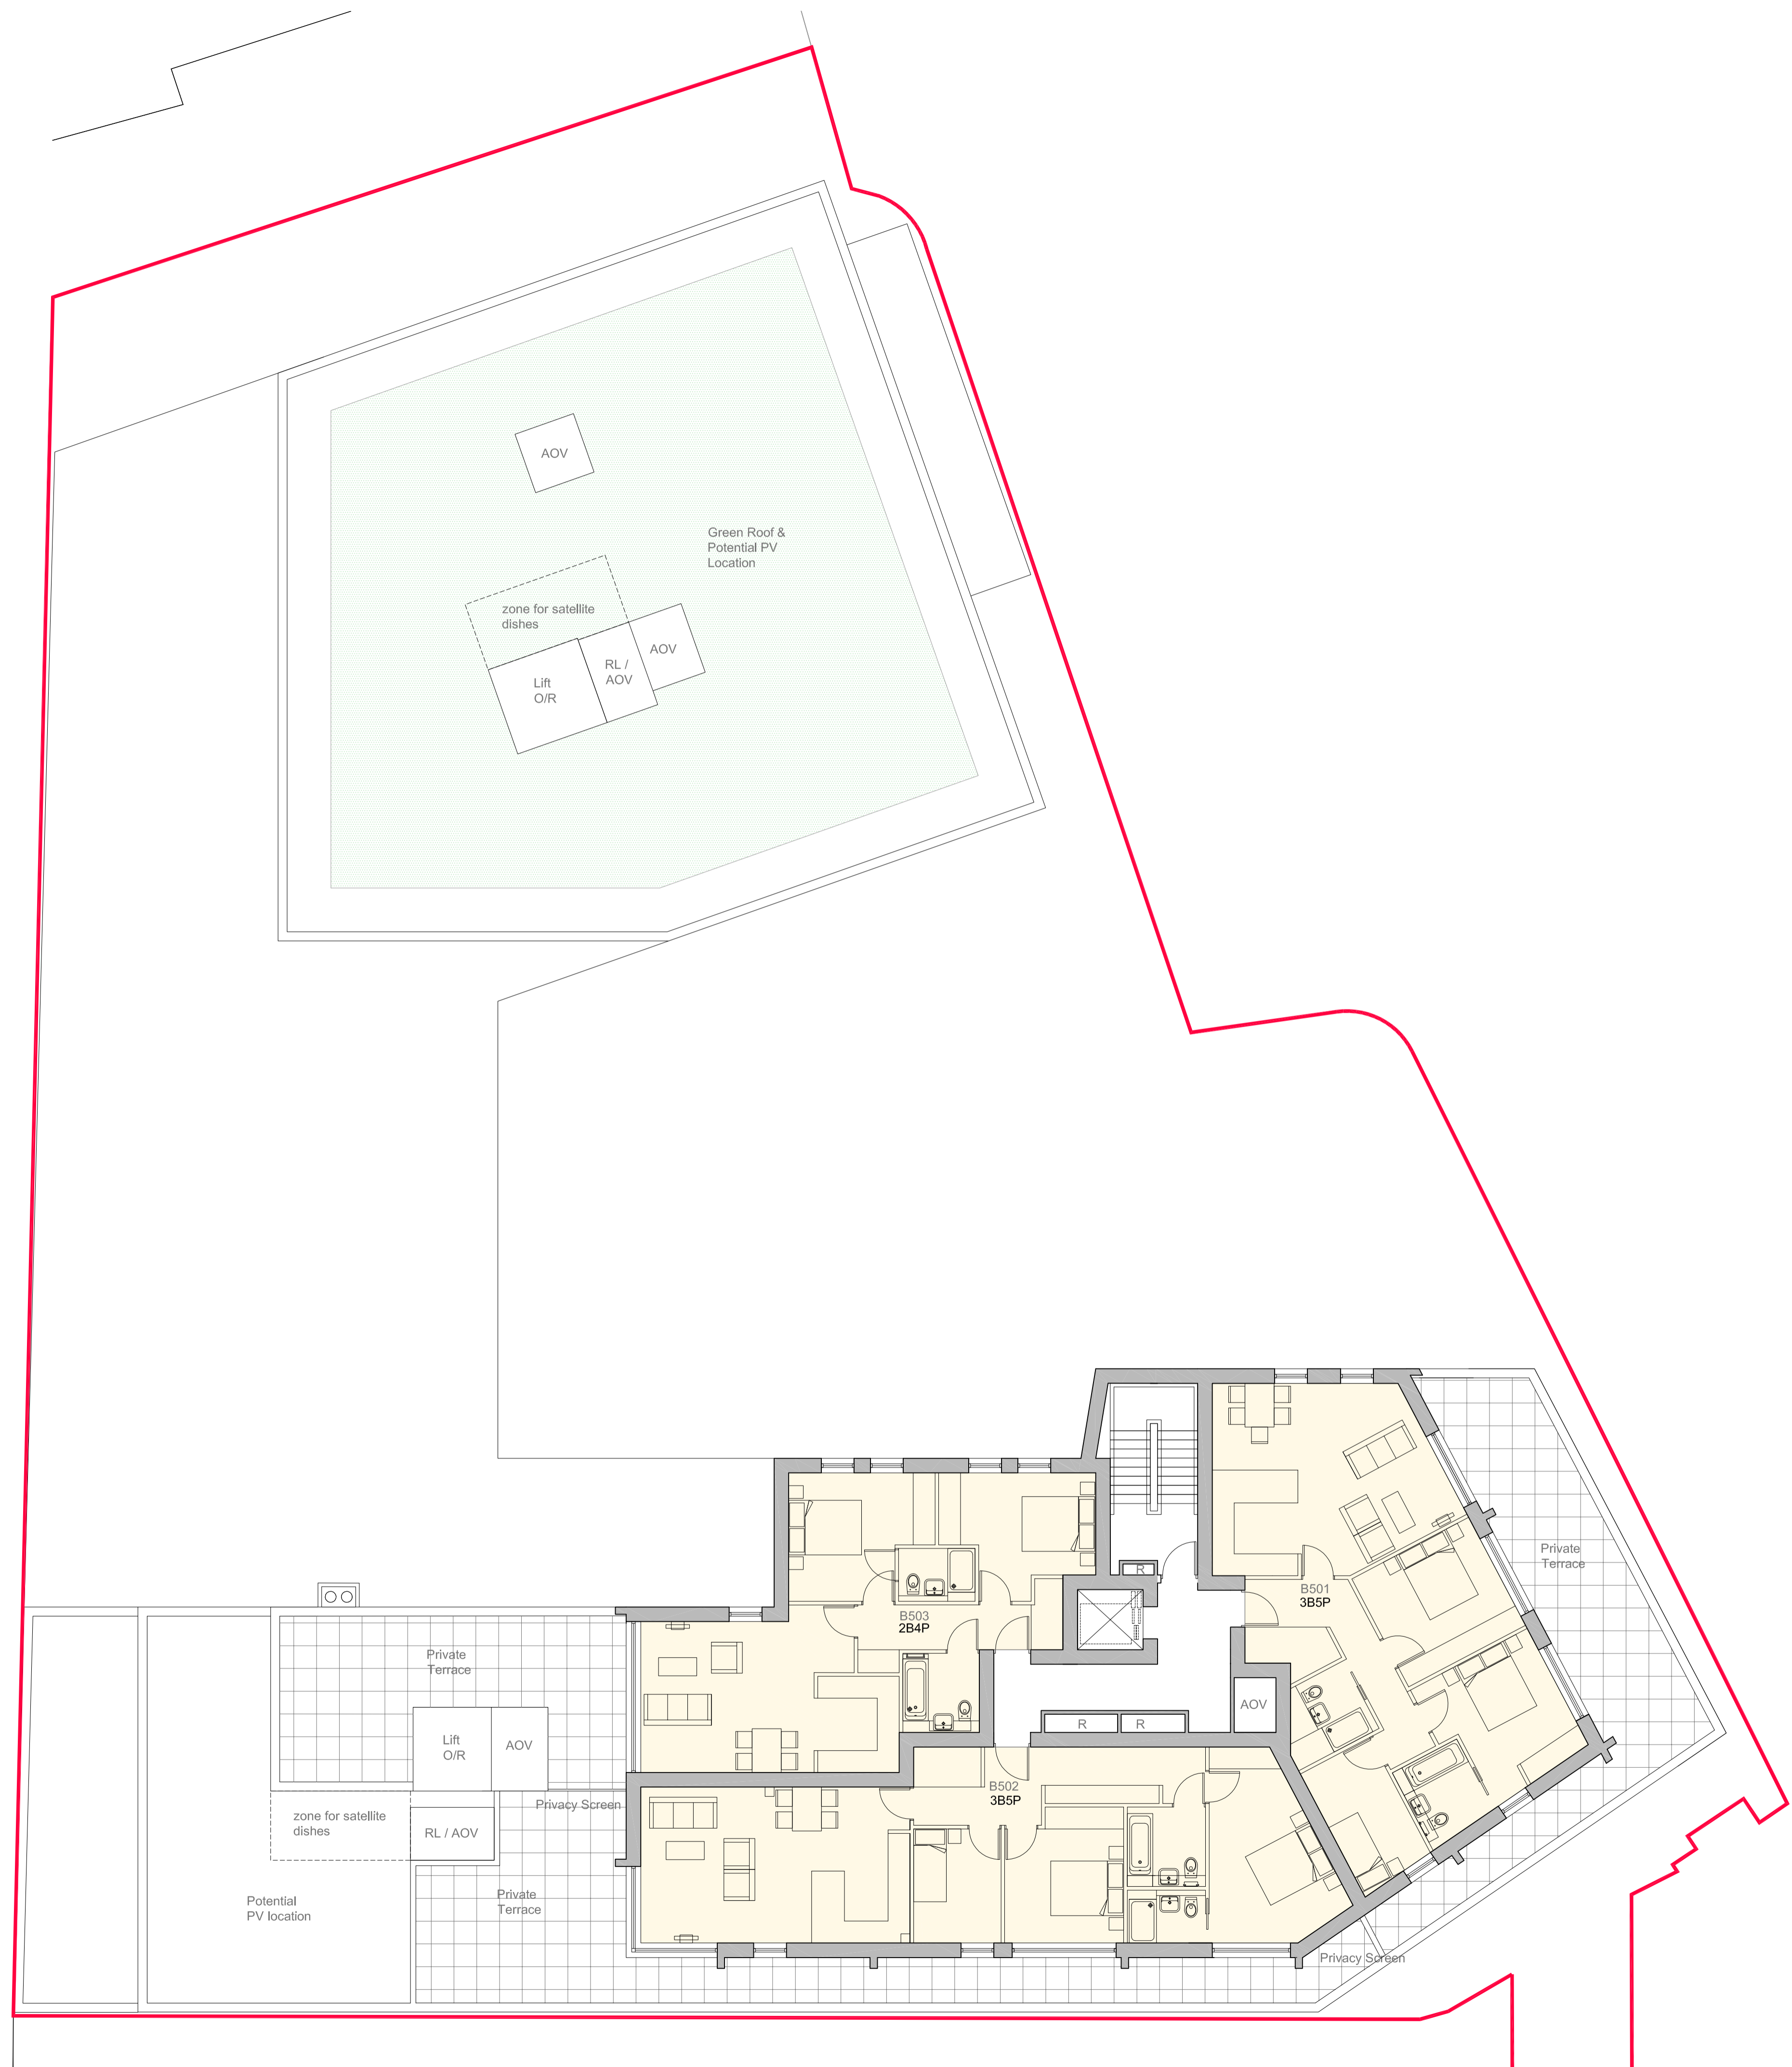 AOV
Green Roof &
Potential PV
Location
zone for satellite
dishes
AOV
RL /
AOV
Lift
O/R
Private
Terrace
R
B501
3B5P
B503
2B4P
Private
Terrace
AOV
R
R
Lift
O/R
AOV
B502
3B5P
Privacy Screen
zone for satellite
dishes
RL / AOV
Private
Terrace
Potential
PV location
Privacy Screen